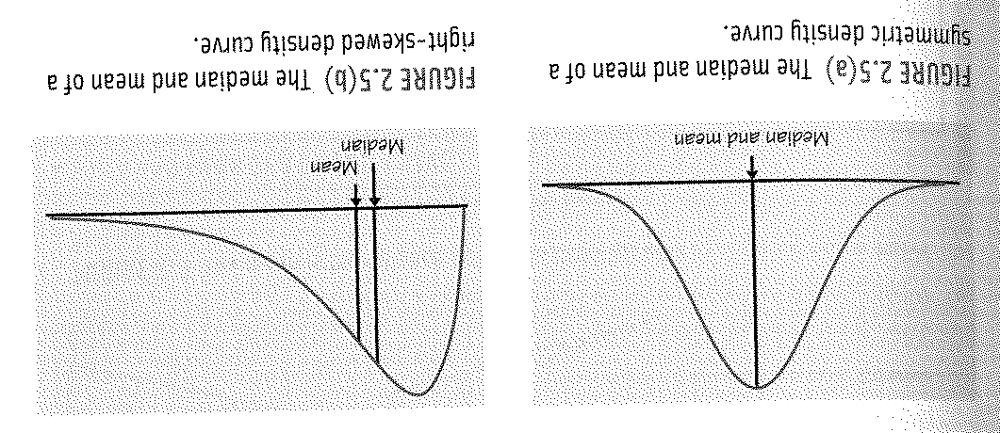 Median and mean
FIGURE 2.5(a) The median and mean of a
symmetric density curve.
Median
Mean
FIGURE 2.5(b) The median and mean of a
right-skewed density curve.